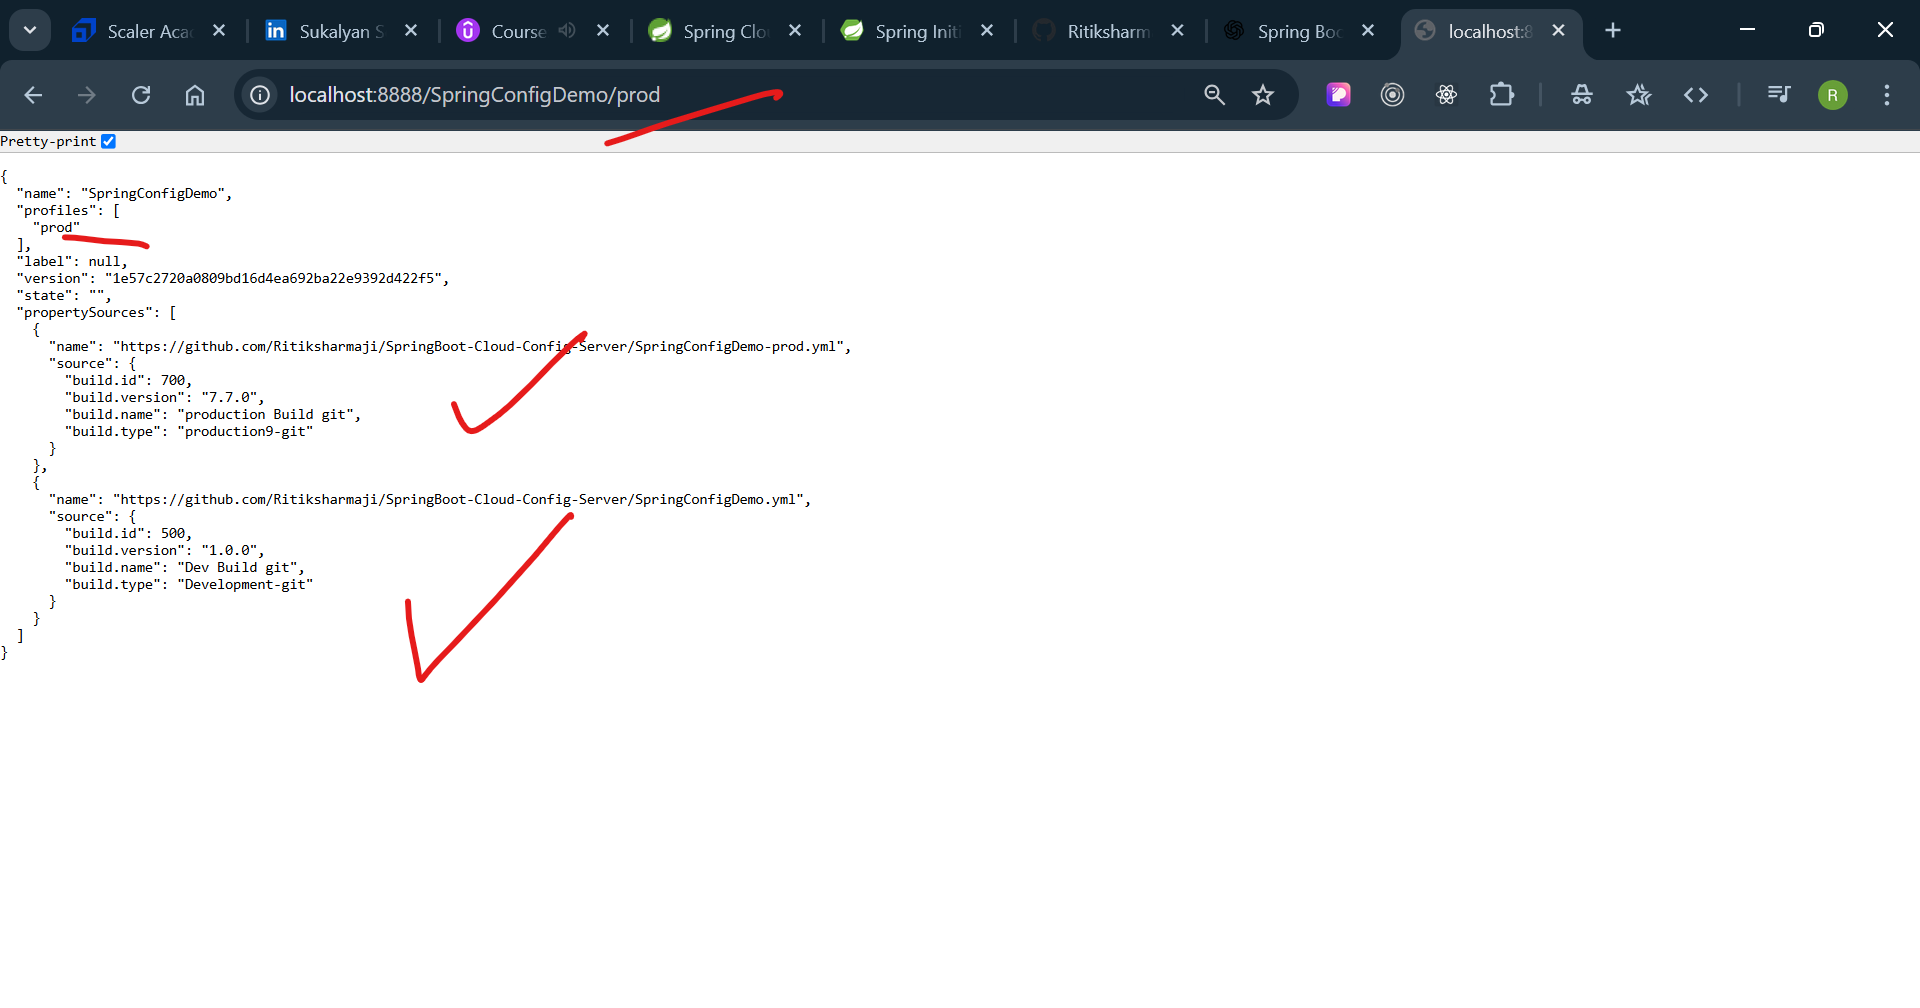 Scaler Aca
Sukalyan S
Course
Spring Clo
Spring Initi
Ritiksharm
Spring Boo
localhost:8
localhost:8888/SpringConfigDemo/prod
R
Pretty-print
{
"name": "SpringConfigDemo",
"profiles": [
"prod"
],
"label": null,
"version": "1e57c2720a0809bd16d4ea692ba22e9392d422f5",
"state": "",
"propertySources": [
{
"name": "https://github.com/Ritiksharmaji/SpringBoot-Cloud-Config-Server/SpringConfigDemo-prod.yml",
"source": {
"build.id": 700,
"build.version": "7.7.0",
"build.name": "production Build git",
"build.type": "production9-git"
}
},
{
"name": "https://github.com/Ritiksharmaji/SpringBoot-Cloud-Config-Server/SpringConfigDemo.yml",
"source": {
"build.id": 500,
"build.version": "1.0.0",
"build.name": "Dev Build git",
"build.type": "Development-git"
}
}
]
}